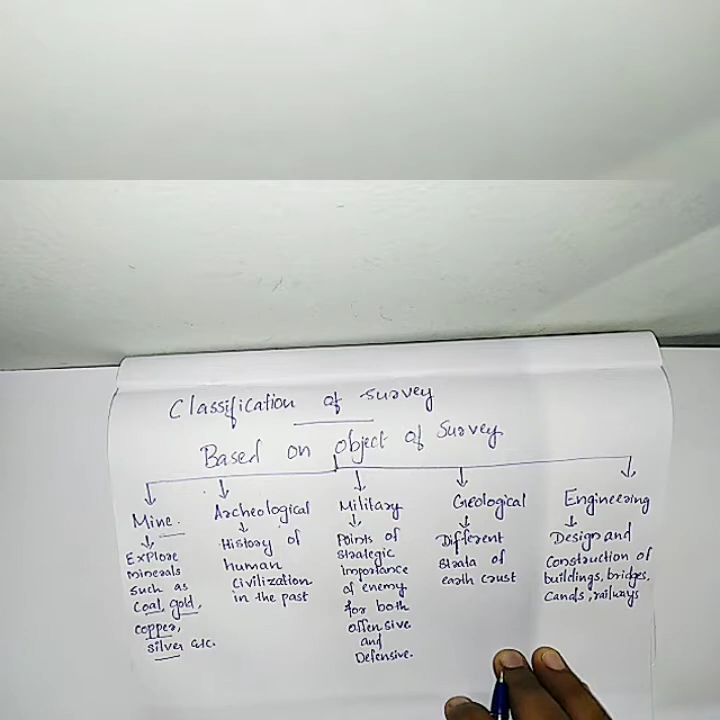 Classification of Survey
Based on object of Survey
Mine.
Explore
minerals
such as
Coal, gold,
copper,
silver etc.
Archeological
History of
human
civilization
in the past
Military
Points of
strategic
importance
of enemy
for both
offensive
and
Defensive.
Geological
Different
strata of
earth crust
Engineering
Design and
Construction of
buildings, bridges,
canals, railways